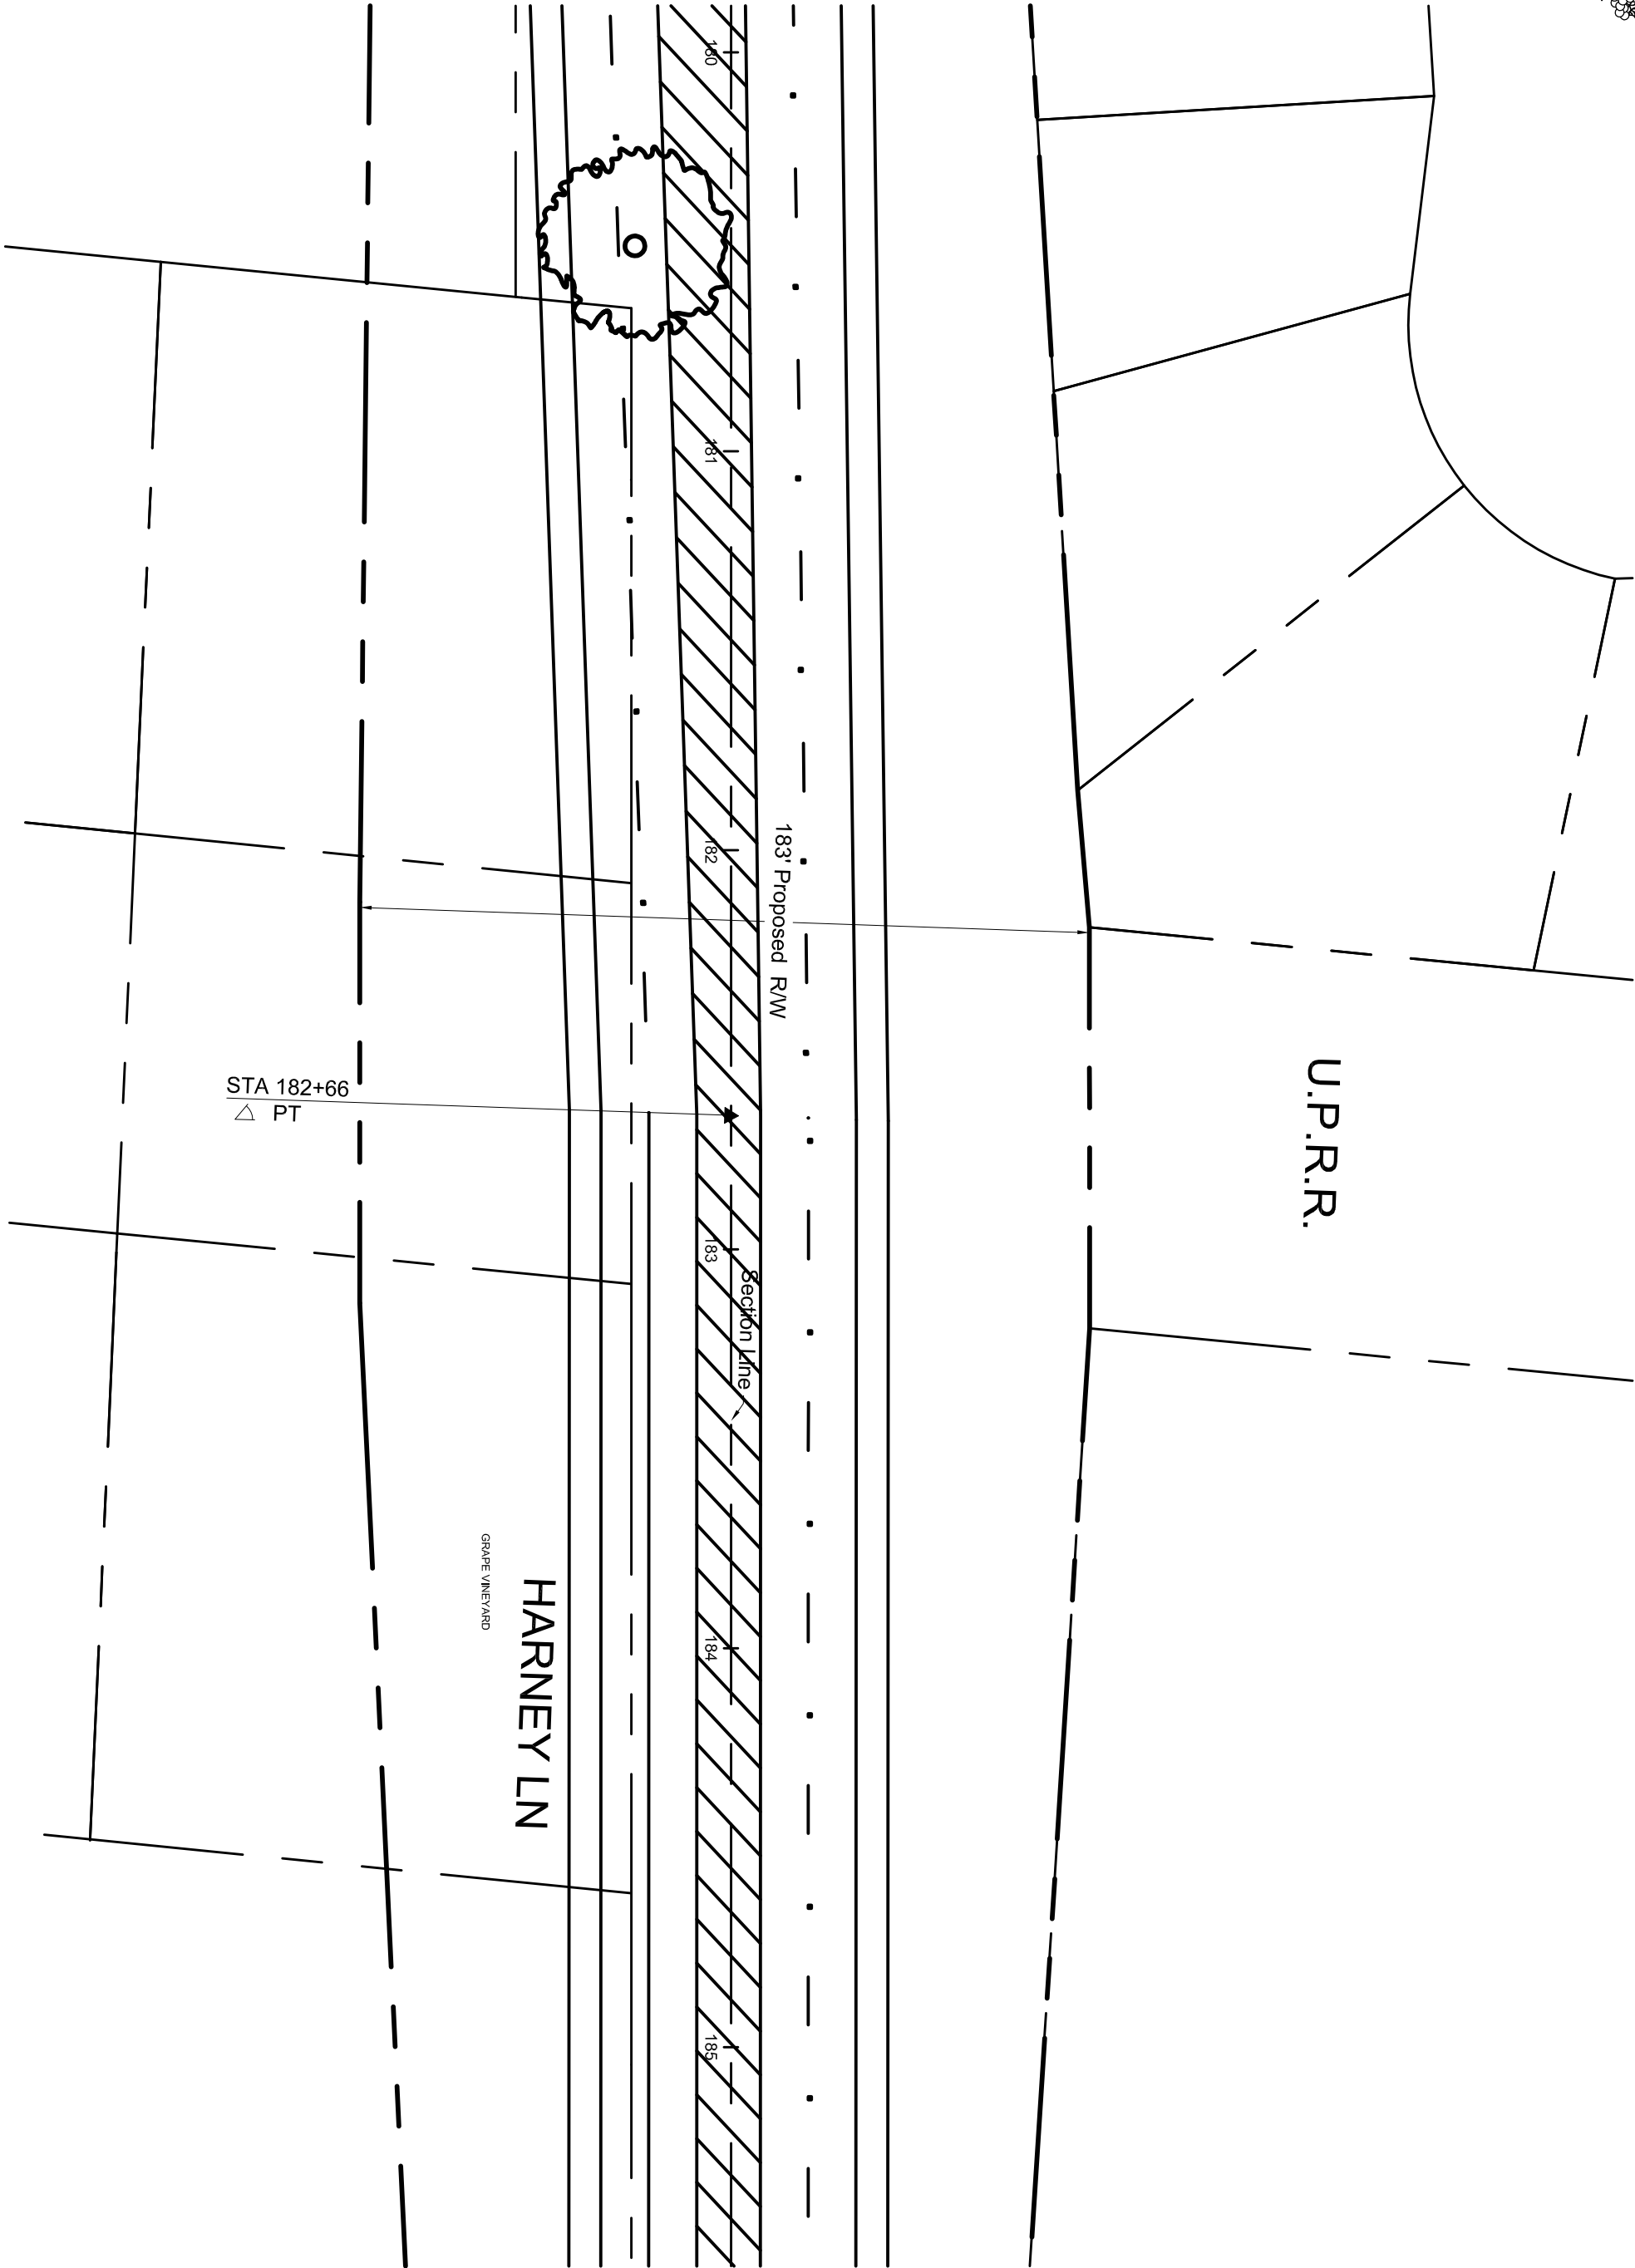 180
181
182
183' Proposed R/W
STA 182+66
PT
U.P.R.R.
183
Section Line
GRAPE VINEYARD
HARNEY LN
184
185